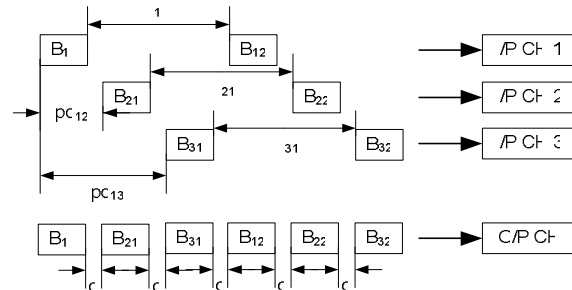 1
B1 B12 /P CH 1
B21 B22 /P CH 2
21
pc12
B31 B32 /P CH 3
31
pc13
B1 B21 B31 B12 B22 B32 C/P CH
c c c c c c